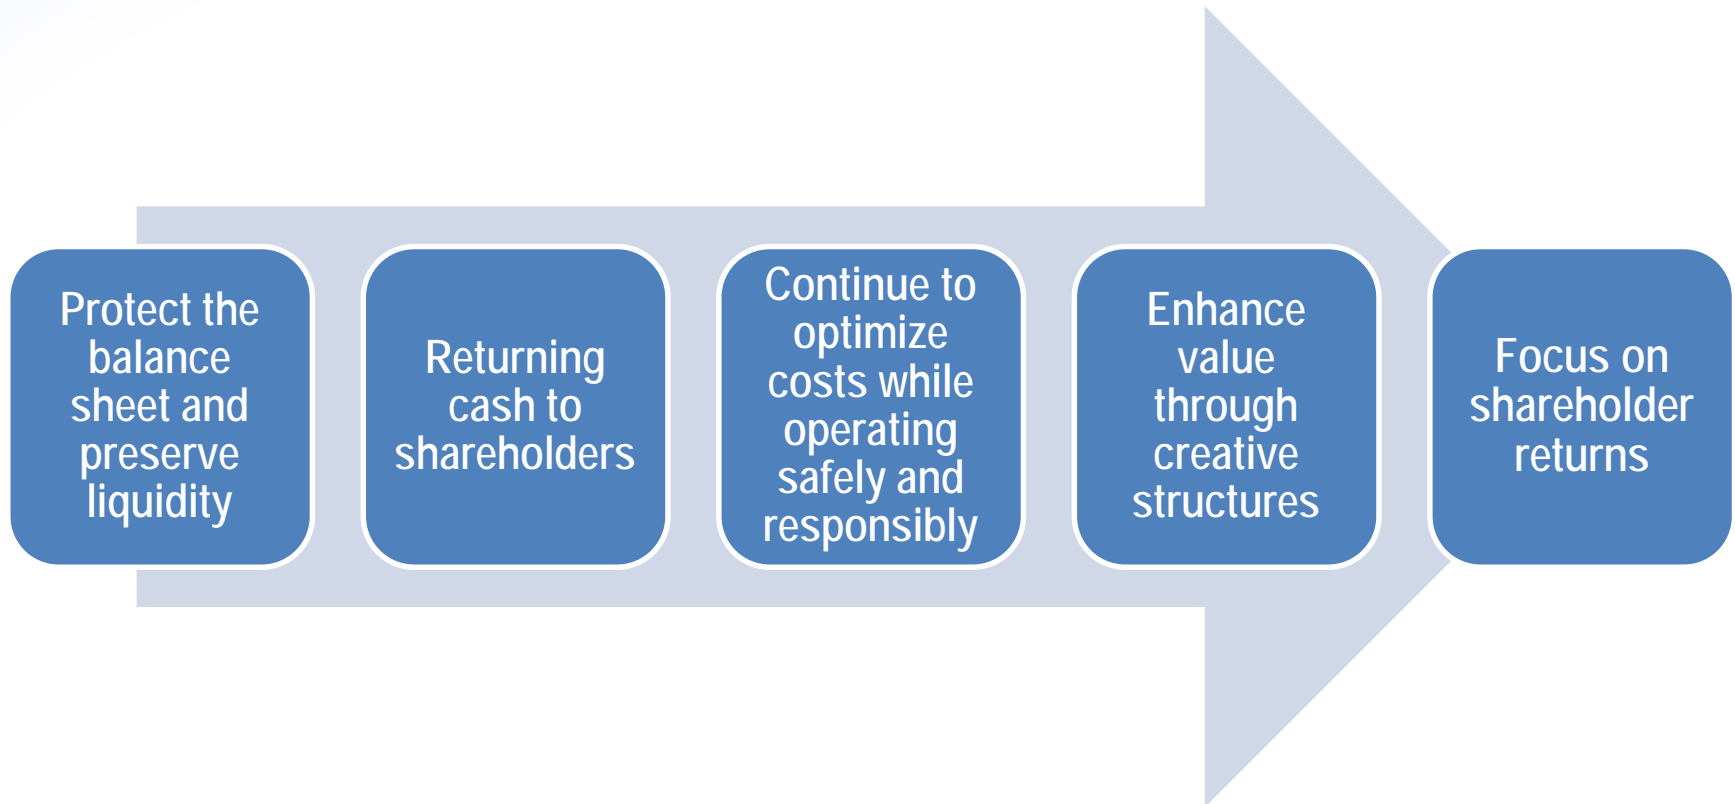 Protect the
balance
sheet and
preserve
liquidity
Returning
cash to
shareholders
Continue to
optimize
costs while
operating
safely and
responsibly
Enhance
value
through
creative
structures
Focus on
shareholder
returns